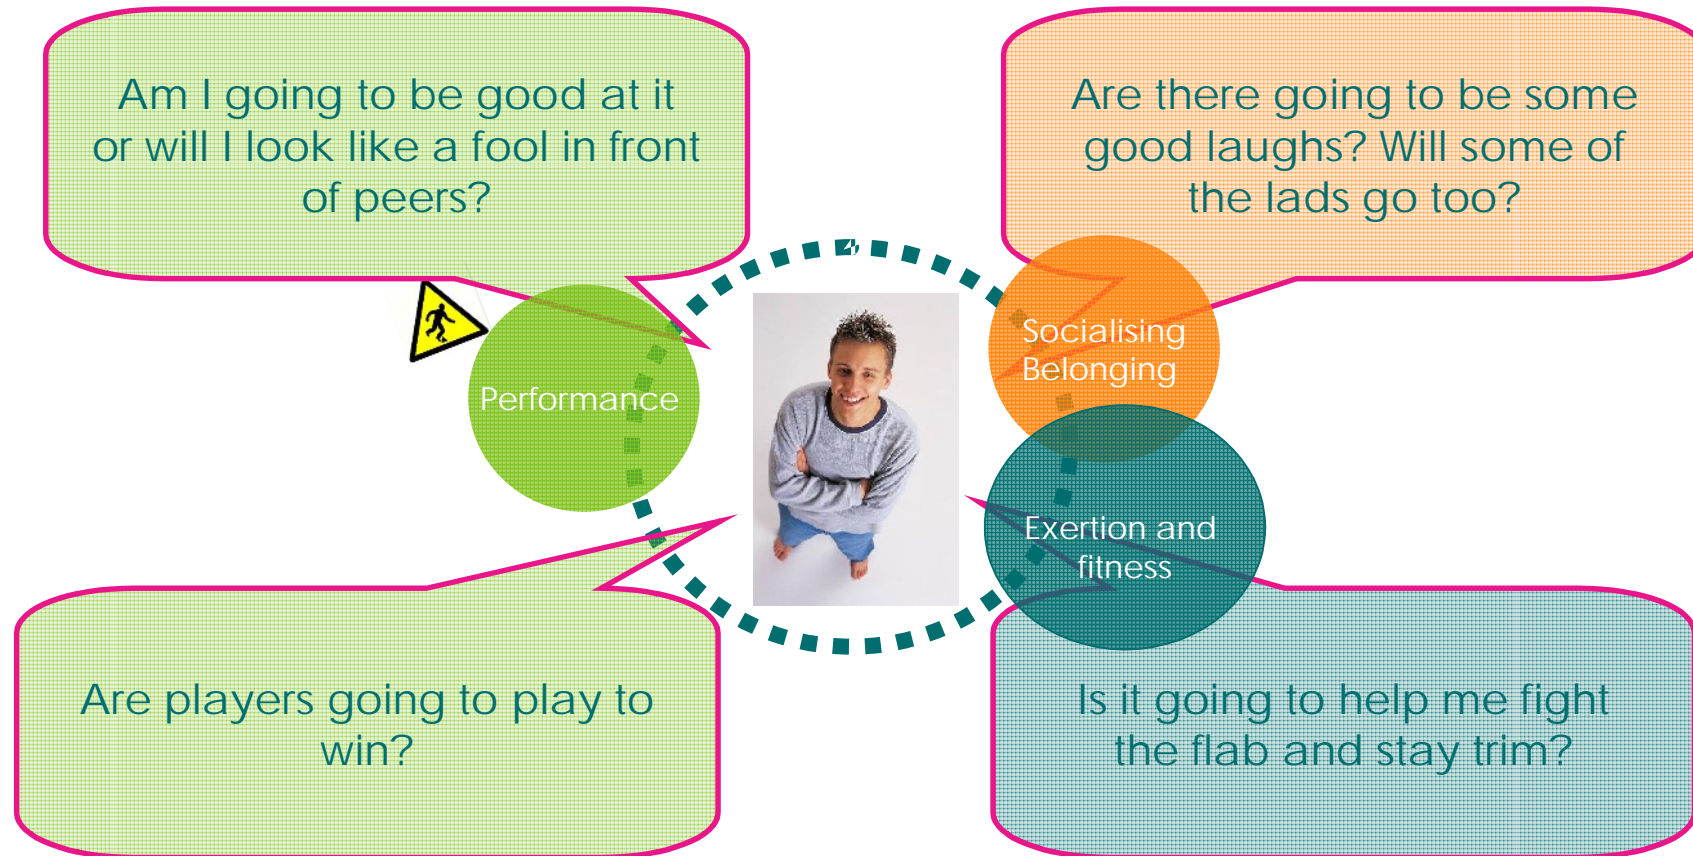 Am I going to be good at it
or will I look like a fool in front
of peers?
Are there going to be some
good laughs? Will some of
the lads go too?
Socialising
Belonging
Performance
Exertion and
fitness
Are players going to play to
win?
Is it going to help me fight
the flab and stay trim?